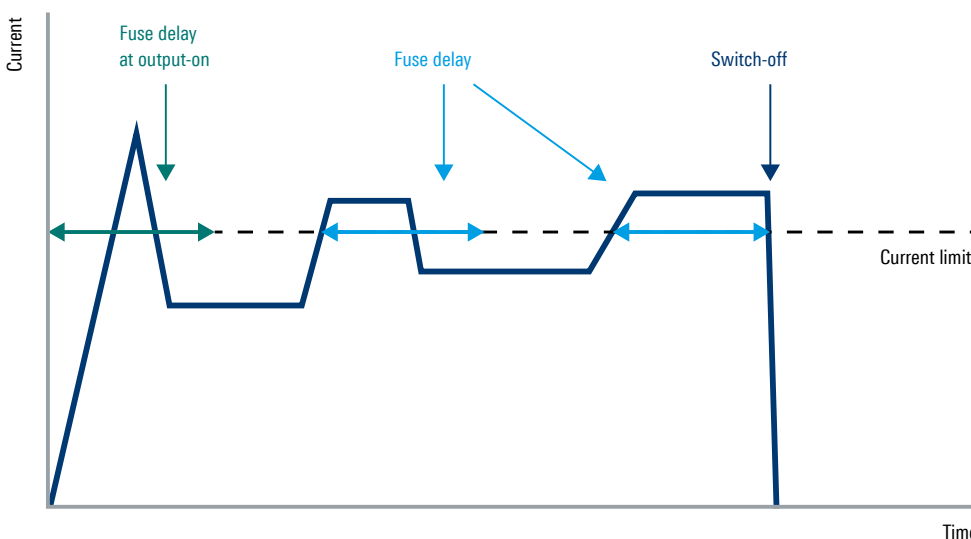 Current
Fuse delay
at output-on
Fuse delay
Switch-off
Current limit
Time